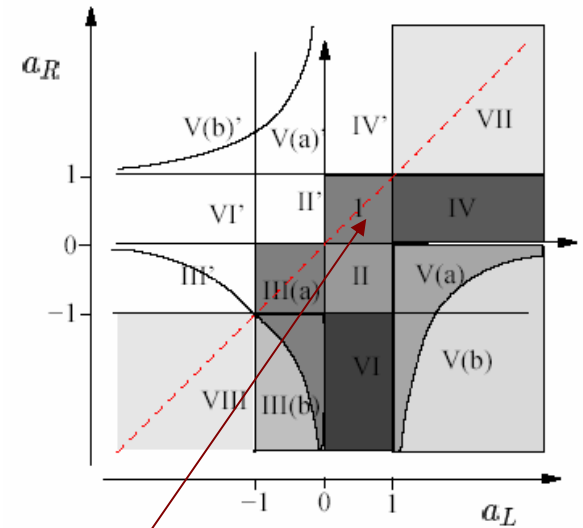 a_R
V(b)'
V(a)'
IV'
VII
1
VI'
II'
I
IV
0
III'
III(a)
II
V(a)
−1
VIII
III(b)
VI
V(b)
−1
0
1
a_L